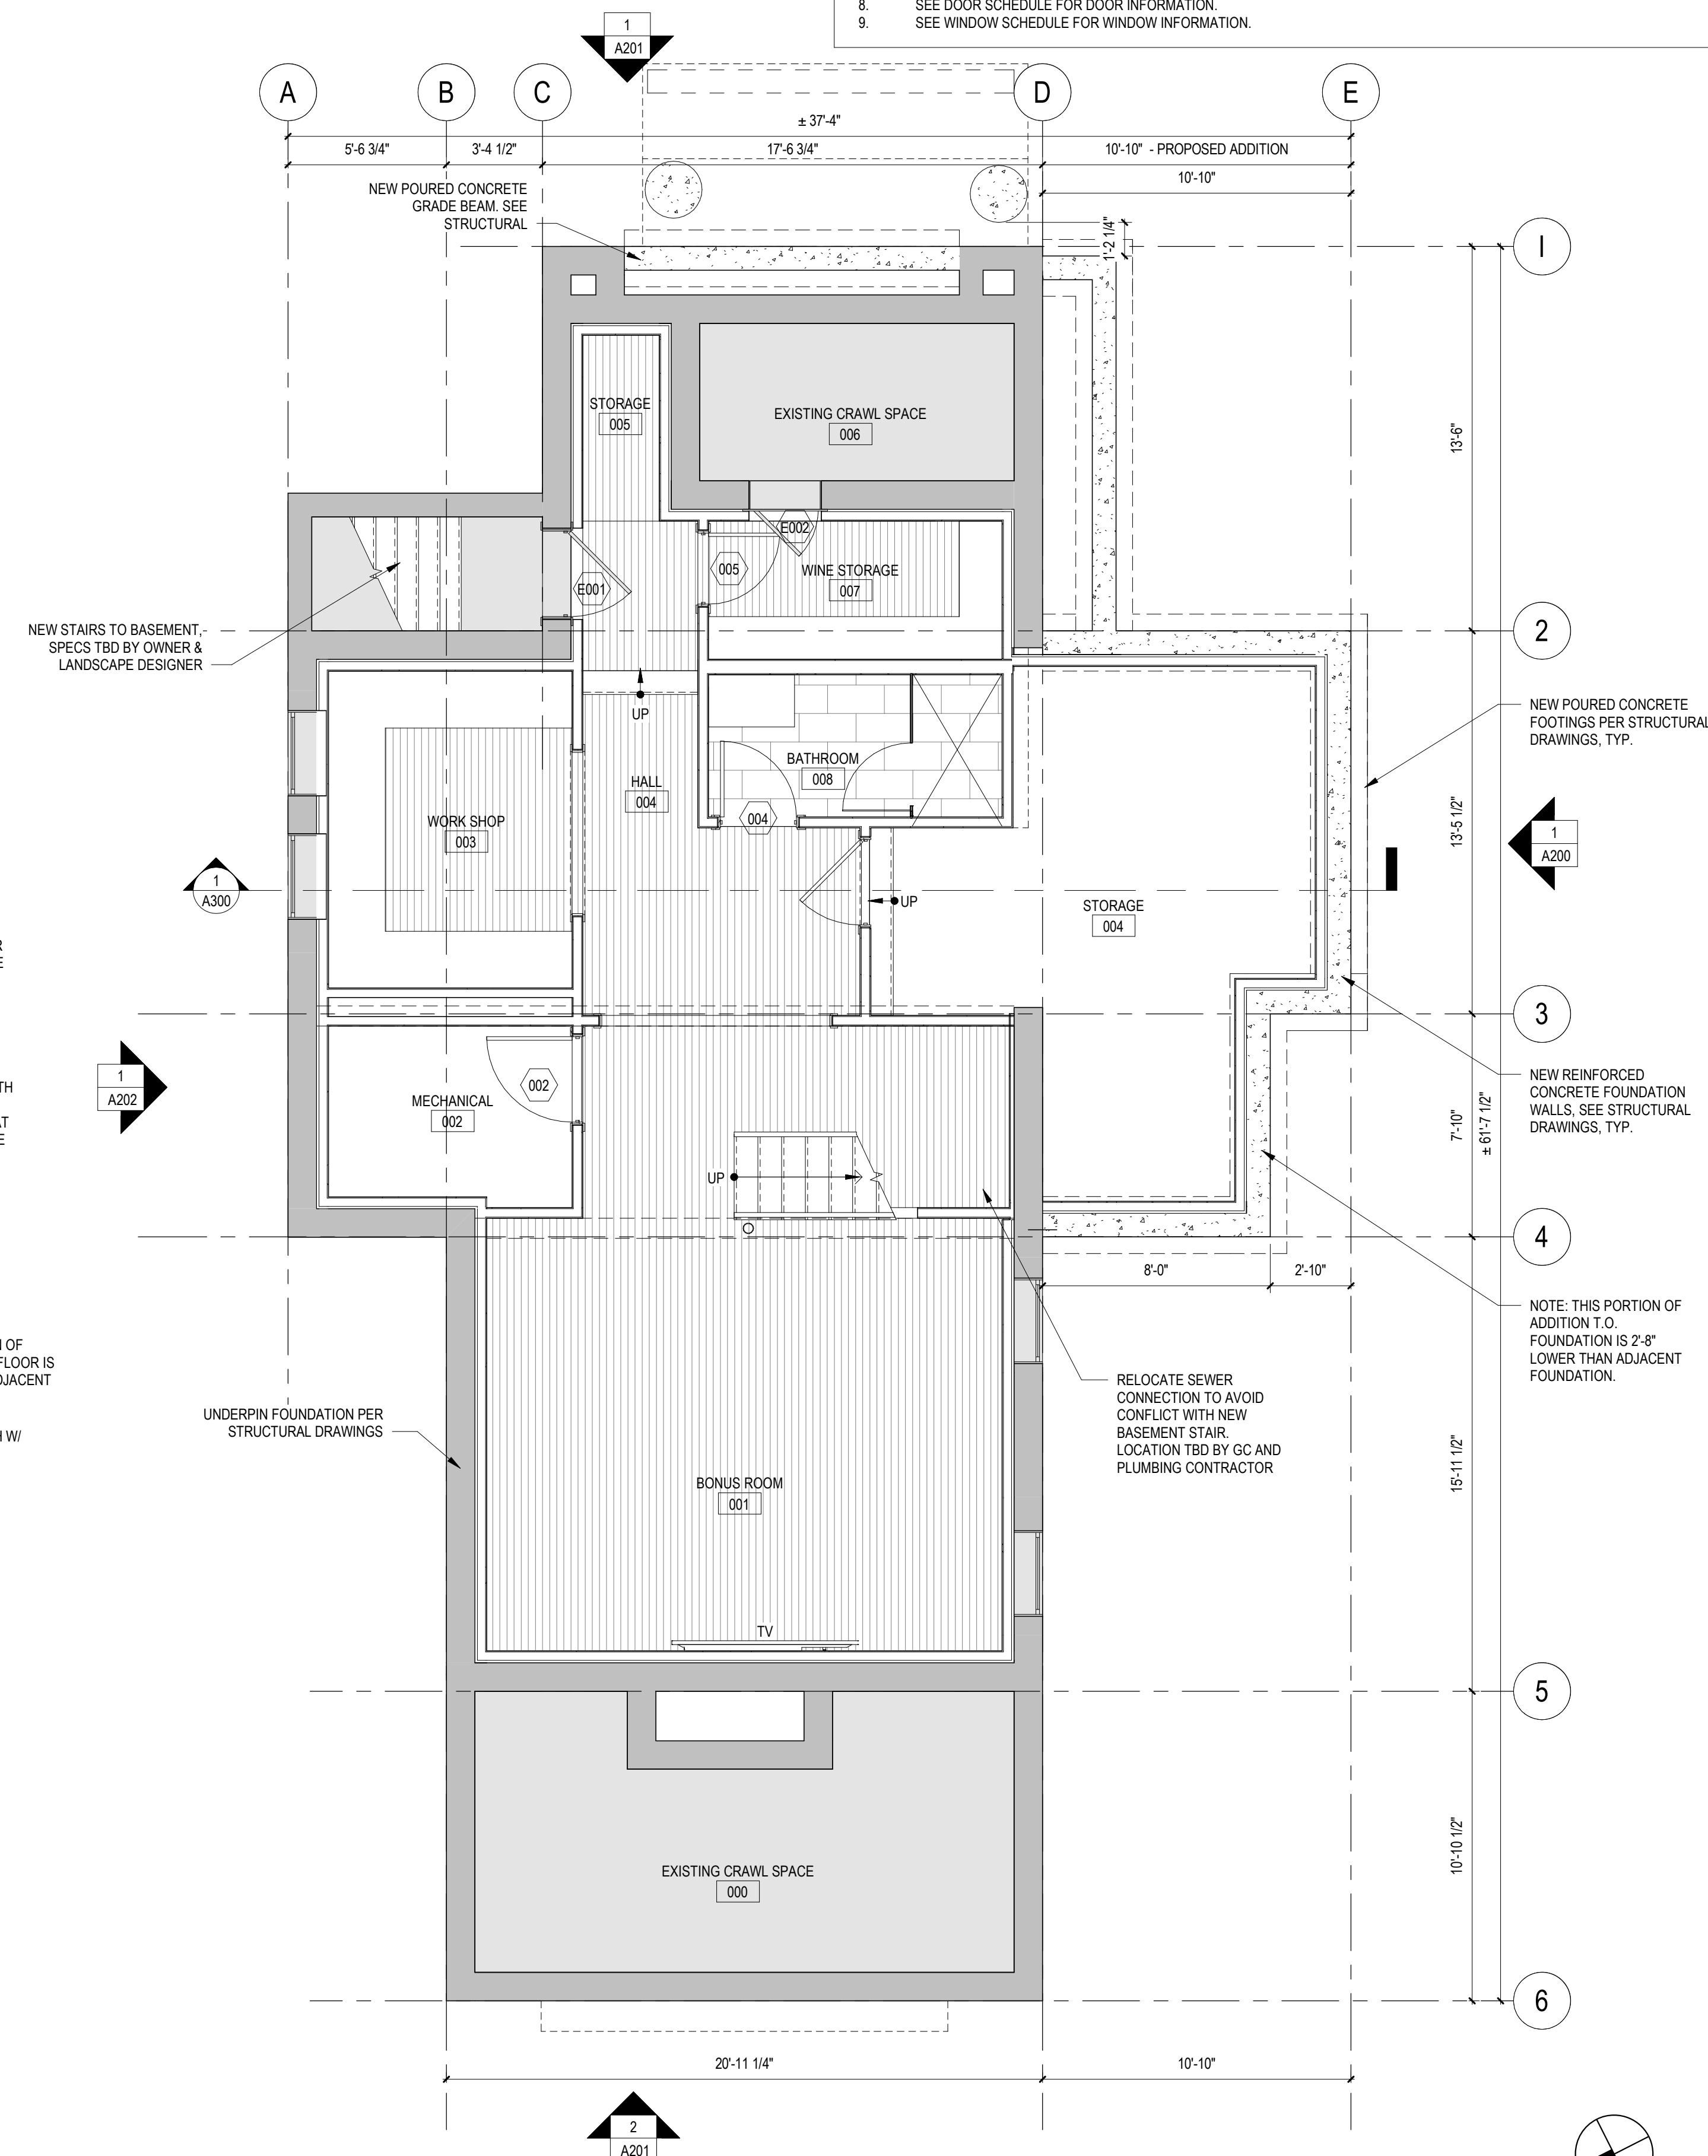 8. SEE DOOR SCHEDULE FOR DOOR INFORMATION.
9. SEE WINDOW SCHEDULE FOR WINDOW INFORMATION.
1
A201
A
B
C
D
E
± 37'-4"
5'-6 3/4"
3'-4 1/2"
17'-6 3/4"
10'-10" - PROPOSED ADDITION
10'-10"
NEW POURED CONCRETE
GRADE BEAM. SEE
STRUCTURAL
1'-2 1/4"
I
STORAGE
005
EXISTING CRAWL SPACE
006
13'-6"
E002
005
WINE STORAGE
007
E001
NEW STAIRS TO BASEMENT,
SPECS TBD BY OWNER &
LANDSCAPE DESIGNER
2
UP
NEW POURED CONCRETE
FOOTINGS PER STRUCTURAL
DRAWINGS, TYP.
BATHROOM
008
HALL
004
004
WORK SHOP
003
13'-5 1/2"
1
A200
1
A300
UP
STORAGE
004
R
E
3
1
A202
TH
AT
E
MECHANICAL
002
002
NEW REINFORCED
CONCRETE FOUNDATION
WALLS, SEE STRUCTURAL
DRAWINGS, TYP.
7'-10"
± 61'-7 1/2"
UP
4
8'-0"
2'-10"
NOTE: THIS PORTION OF
ADDITION T.O.
FOUNDATION IS 2'-8"
LOWER THAN ADJACENT
FOUNDATION.
OF
FLOOR IS
DJACENT
W/
RELOCATE SEWER
CONNECTION TO AVOID
CONFLICT WITH NEW
BASEMENT STAIR.
LOCATION TBD BY GC AND
PLUMBING CONTRACTOR
UNDERPIN FOUNDATION PER
STRUCTURAL DRAWINGS
BONUS ROOM
001
15'-11 1/2"
TV
5
EXISTING CRAWL SPACE
000
10'-10 1/2"
6
20'-11 1/4"
10'-10"
2
A201